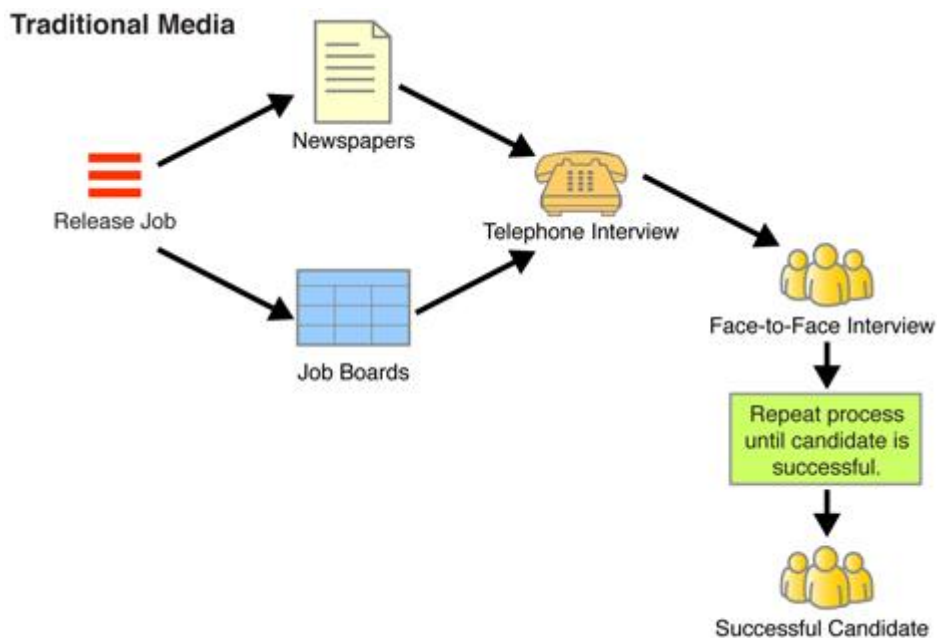 Traditional Media
Newspapers
Release Job
Telephone Interview
Job Boards
Face-to-Face Interview
Repeat process
until candidate is
successful.
Successful Candidate